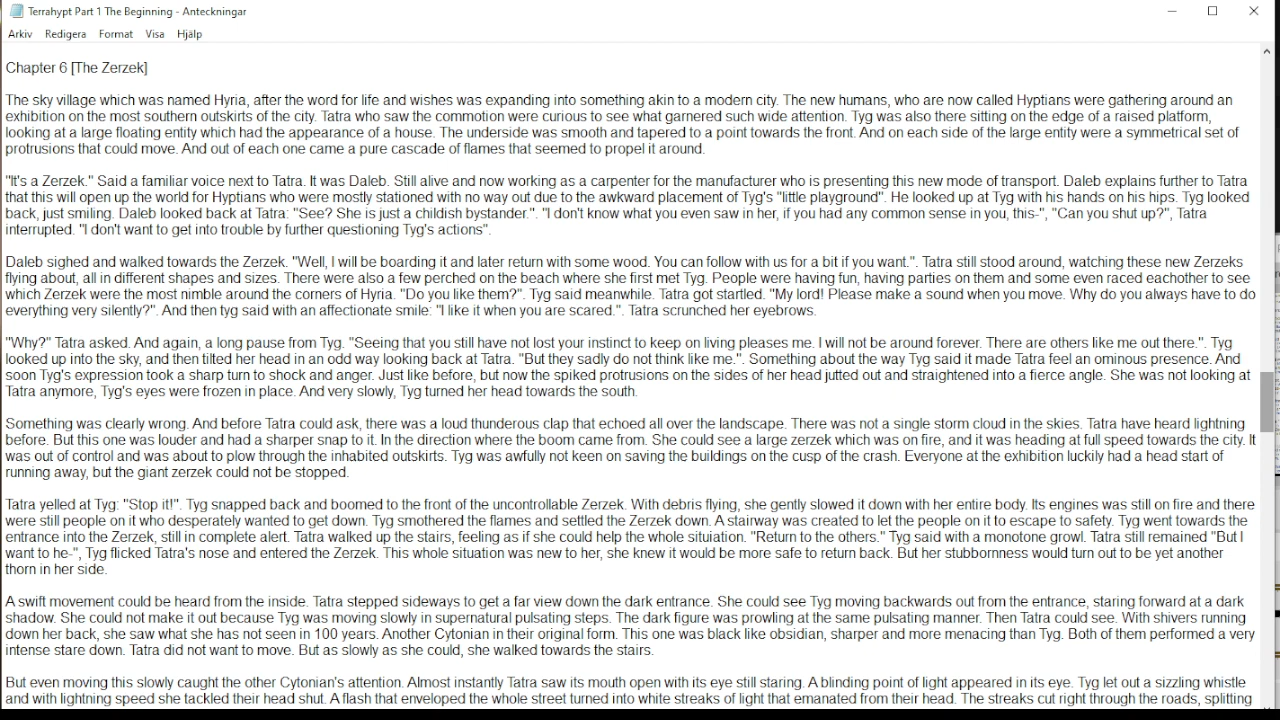 Terrahypt Part 1 The Beginning - Anteckningar
Arkiv Redigera Format Visa Hjälp
Chapter 6 [The Zerzek]
The sky village which was named Hyria, after the word for life and wishes was expanding into something akin to a modern city. The new humans, who are now called Hyptians were gathering around an
exhibition on the most southern outskirts of the city. Tatra who saw the commotion were curious to see what garnered such wide attention. Tyg was also there sitting on the edge of a raised platform,
looking at a large floating entity which had the appearance of a house. The underside was smooth and tapered to a point towards the front. And on each side of the large entity were a symmetrical set of
protrusions that could move. And out of each one came a pure cascade of flames that seemed to propel it around.
"It's a Zerzek." Said a familiar voice next to Tatra. It was Daleb. Still alive and now working as a carpenter for the manufacturer who is presenting this new mode of transport. Daleb explains further to Tatra
that this will open up the world for Hyptians who were mostly stationed with no way out due to the awkward placement of Tyg's "little playground". He looked up at Tyg with his hands on his hips. Tyg looked
back, just smiling. Daleb looked back at Tatra: "See? She is just a childish bystander.". "I don't know what you even saw in her, if you had any common sense in you, this-", "Can you shut up?", Tatra
interrupted. "I don't want to get into trouble by further questioning Tyg's actions".
Daleb sighed and walked towards the Zerzek. "Well, I will be boarding it and later return with some wood. You can follow with us for a bit if you want.". Tatra still stood around, watching these new Zerzeks
flying about, all in different shapes and sizes. There were also a few perched on the beach where she first met Tyg. People were having fun, having parties on them and some even raced eachother to see
which Zerzek were the most nimble around the corners of Hyria. "Do you like them?". Tyg said meanwhile. Tatra got startled. "My lord! Please make a sound when you move. Why do you always have to do
everything very silently?". And then tyg said with an affectionate smile: "I like it when you are scared.". Tatra scrunched her eyebrows.
"Why?" Tatra asked. And again, a long pause from Tyg. "Seeing that you still have not lost your instinct to keep on living pleases me. I will not be around forever. There are others like me out there.". Tyg
looked up into the sky, and then tilted her head in an odd way looking back at Tatra. "But they sadly do not think like me.". Something about the way Tyg said it made Tatra feel an ominous presence. And
soon Tyg's expression took a sharp turn to shock and anger. Just like before, but now the spiked protrusions on the sides of her head jutted out and straightened into a fierce angle. She was not looking at
Tatra anymore, Tyg's eyes were frozen in place. And very slowly, Tyg turned her head towards the south.
Something was clearly wrong. And before Tatra could ask, there was a loud thunderous clap that echoed all over the landscape. There was not a single storm cloud in the skies. Tatra have heard lightning
before. But this one was louder and had a sharper snap to it. In the direction where the boom came from. She could see a large zerzek which was on fire, and it was heading at full speed towards the city. It
was out of control and was about to plow through the inhabited outskirts. Tyg was awfully not keen on saving the buildings on the cusp of the crash. Everyone at the exhibition luckily had a head start of
running away, but the giant zerzek could not be stopped.
Tatra yelled at Tyg: "Stop it!". Tyg snapped back and boomed to the front of the uncontrollable Zerzek. With debris flying, she gently slowed it down with her entire body. Its engines was still on fire and there
were still people on it who desperately wanted to get down. Tyg smothered the flames and settled the Zerzek down. A stairway was created to let the people on it to escape to safety. Tyg went towards the
entrance into the Zerzek, still in complete alert. Tatra walked up the stairs, feeling as if she could help the whole situiation. "Return to the others." Tyg said with a monotone growl. Tatra still remained "But I
want to he-", Tyg flicked Tatra's nose and entered the Zerzek. This whole situation was new to her, she knew it would be more safe to return back. But her stubbornness would turn out to be yet another
thorn in her side.
A swift movement could be heard from the inside. Tatra stepped sideways to get a far view down the dark entrance. She could see Tyg moving backwards out from the entrance, staring forward at a dark
shadow. She could not make it out because Tyg was moving slowly in supernatural pulsating steps. The dark figure was prowling at the same pulsating manner. Then Tatra could see. With shivers running
down her back, she saw what she has not seen in 100 years. Another Cytonian in their original form. This one was black like obsidian, sharper and more menacing than Tyg. Both of them performed a very
intense stare down. Tatra did not want to move. But as slowly as she could, she walked towards the stairs.
But even moving this slowly caught the other Cytonian's attention. Almost instantly Tatra saw its mouth open with its eye still staring. A blinding point of light appeared in its eye. Tyg let out a sizzling whistle
and with lightning speed she tackled their head shut. A flash that enveloped the whole street turned into white streaks of light that emanated from their head. The streaks cut right through the roads, splitting